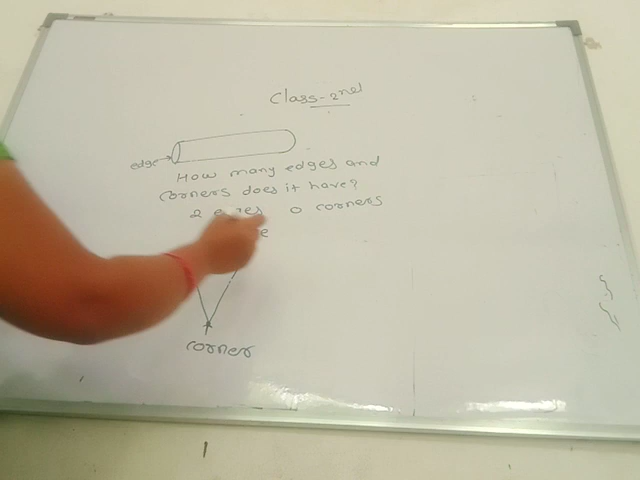 Class-2nd
edge
How many edges and
corners does it have?
2 edges 0 corners
corner